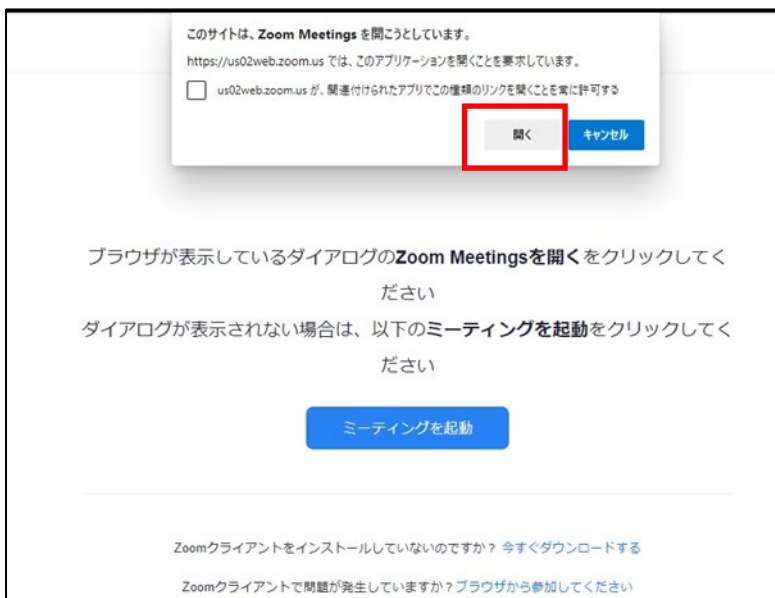 このサイトは、Zoom Meetings を開こうとしています。
https://us02web.zoom.us では、このアプリケーションを開くことを要求しています。
us02web.zoom.us が、関連付けられたアプリでこの種類のリンクを開くことを常に許可する
開く キャンセル
ブラウザが表示しているダイアログのZoom Meetingsを開くをクリックしてく
ださい
ダイアログが表示されない場合は、以下のミーティングを起動をクリックしてく
ださい
ミーティングを起動
Zoomクライアントをインストールしていないのですか？ 今すぐダウンロードする
Zoomクライアントで問題が発生していますか？ブラウザから参加してください